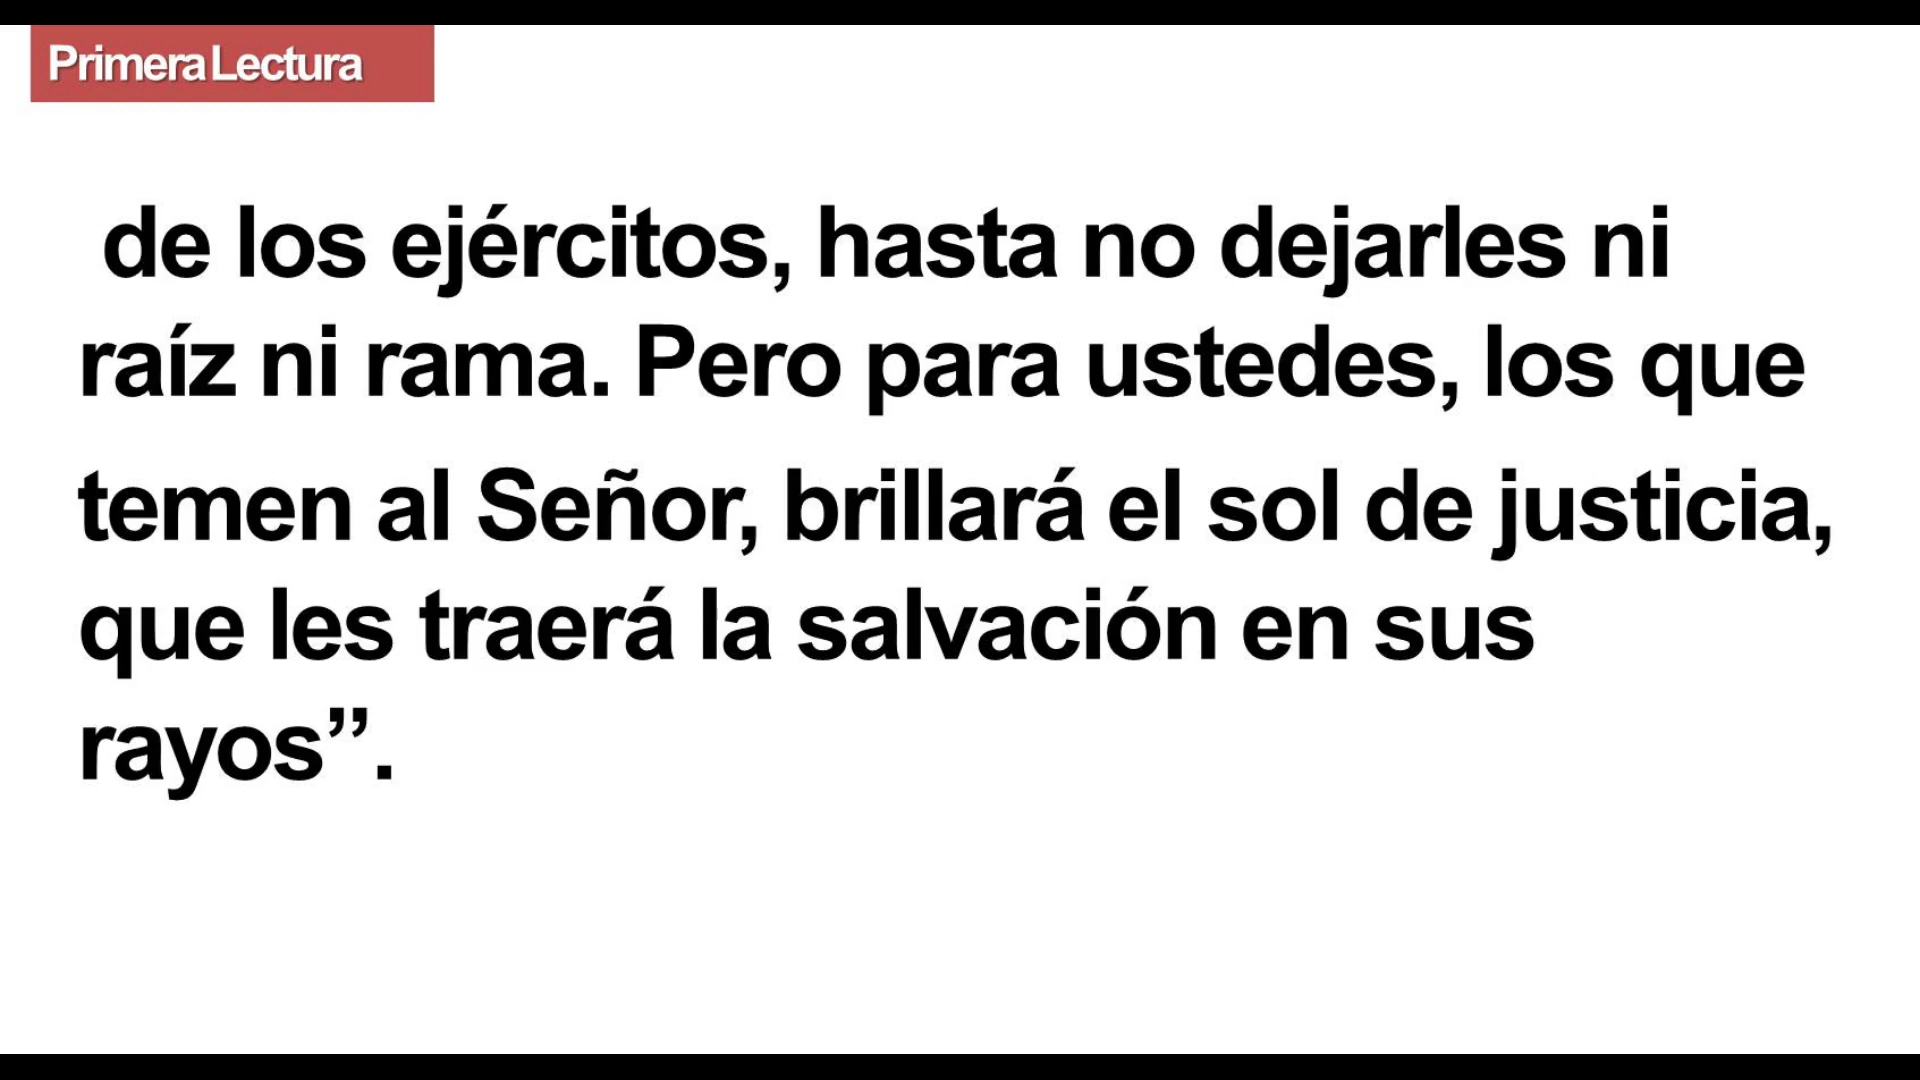 Primera Lectura
de los ejércitos, hasta no dejarles ni
raíz ni rama. Pero para ustedes, los que
temen al Señor, brillará el sol de justicia,
que les traerá la salvación en sus
rayos”.